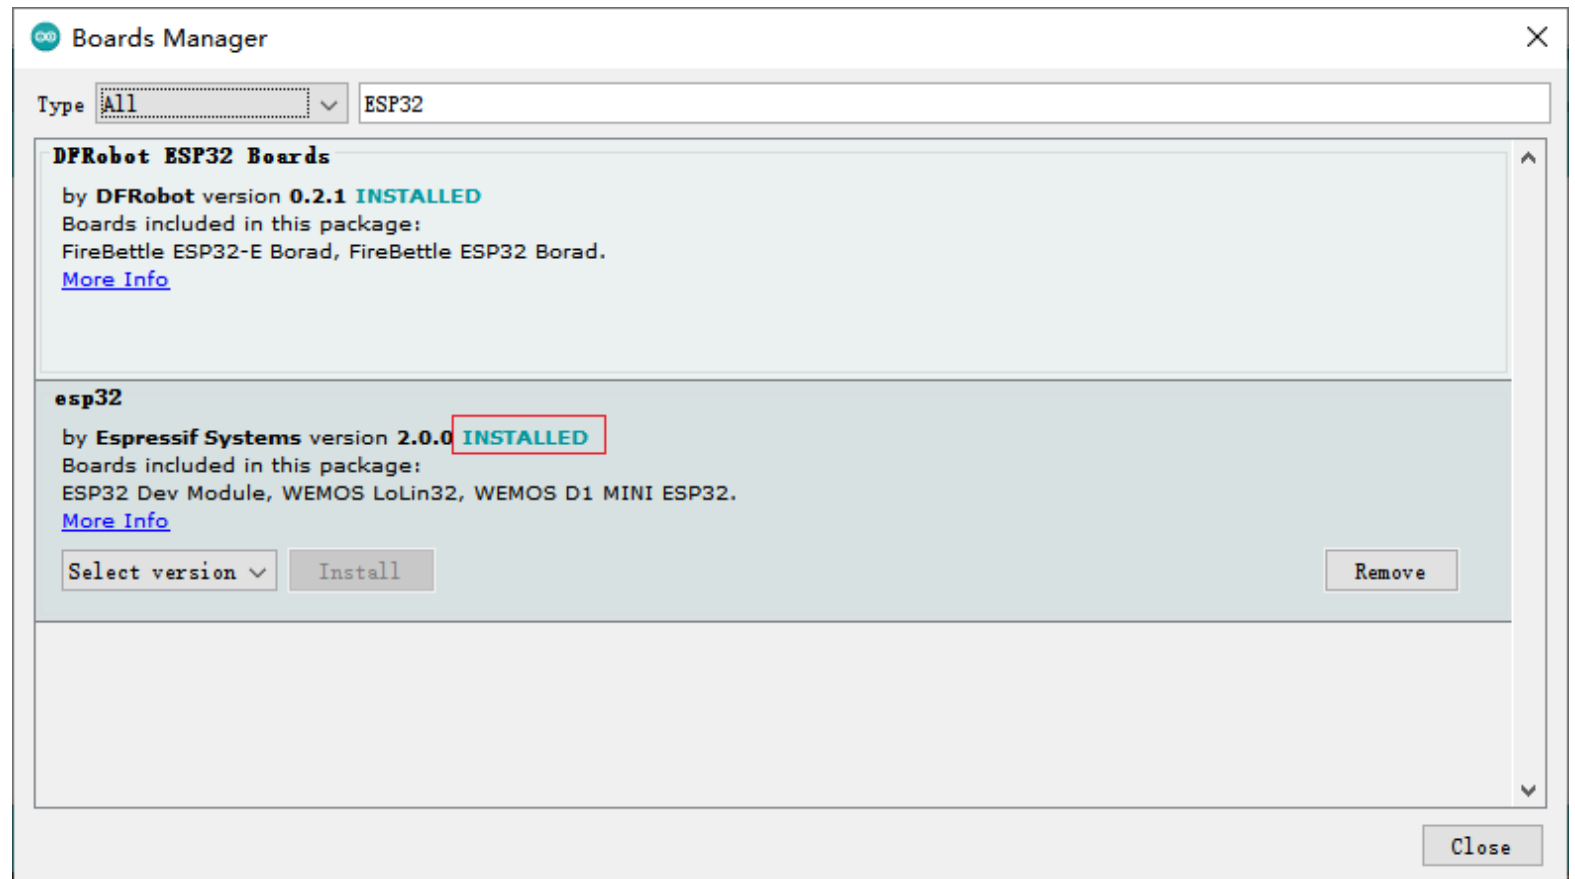 Boards Manager
Type All ESP32
DFRobot ESP32 Boards
by DFRobot version 0.2.1 INSTALLED
Boards included in this package:
FireBettle ESP32-E Borad, FireBettle ESP32 Borad.
More Info
esp32
by Espressif Systems version 2.0.0 INSTALLED
Boards included in this package:
ESP32 Dev Module, WEMOS LoLin32, WEMOS D1 MINI ESP32.
More Info
Select version Install Remove
Close